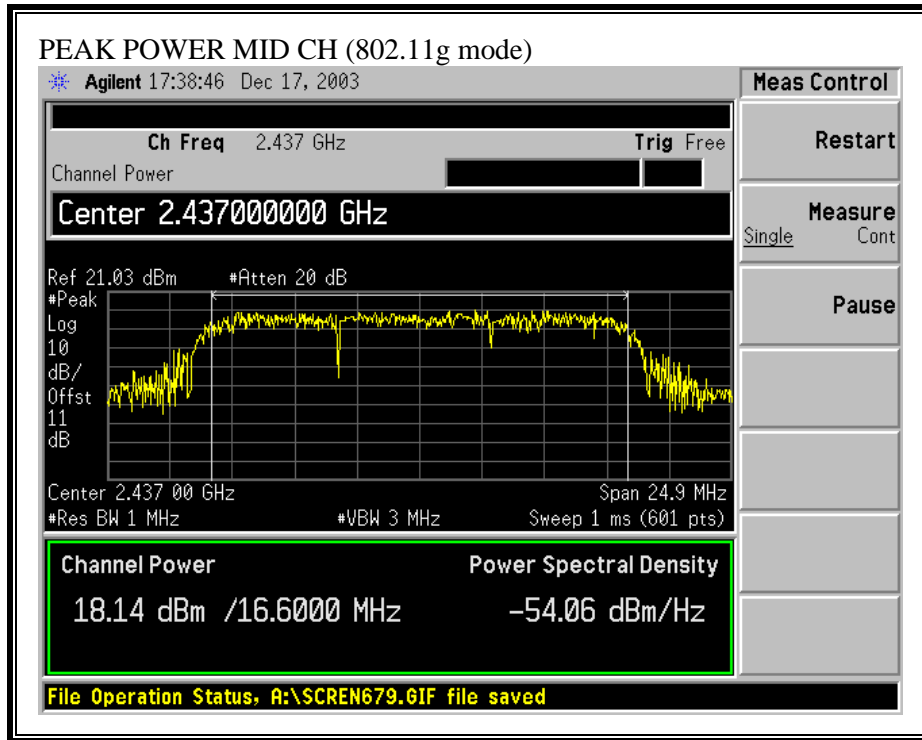 PEAK POWER MID CH (802.11g mode)
Agilent 17:38:46 Dec 17, 2003
Meas Control
Ch Freq 2.437 GHz
Trig Free
Channel Power
Restart
Center 2.437000000 GHz
Measure
Single Cont
Ref 21.03 dBm #Atten 20 dB
Pause
#Peak
Log
10
dB/
Offst
11
dB
Center 2.437 00 GHz Span 24.9 MHz
#Res BW 1 MHz #VBW 3 MHz Sweep 1 ms (601 pts)
Channel Power Power Spectral Density
18.14 dBm /16.6000 MHz -54.06 dBm/Hz
File Operation Status, A:\SCREN679.GIF file saved